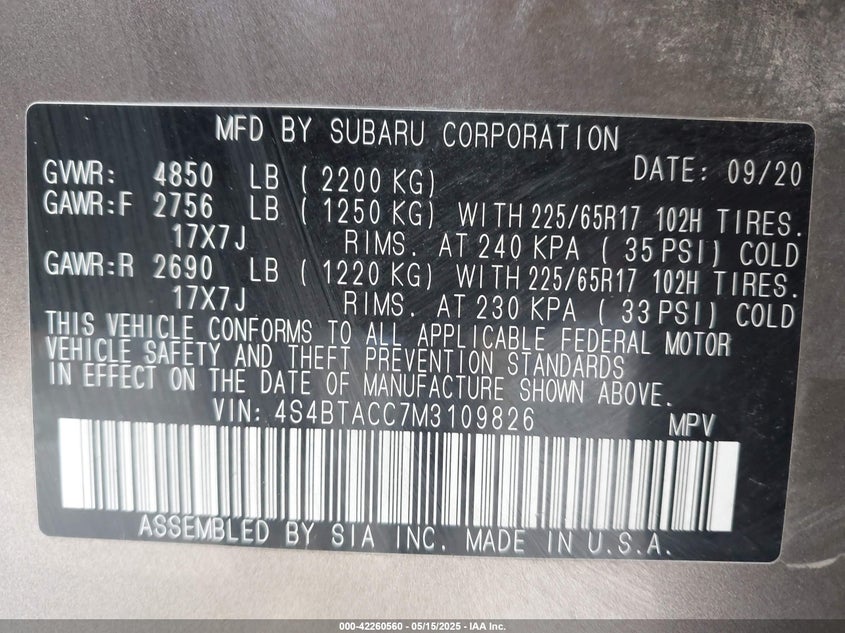 MFD BY SUBARU CORPORATION
DATE: 09/20
GVWR: 4850 LB ( 2200 KG)
GAWR:F 2756 LB ( 1250 KG) WITH 225/65R17 102H TIRES.
17X7J RIMS. AT 240 KPA ( 35 PSI) COLD
GAWR:R 2690 LB ( 1220 KG) WITH 225/65R17 102H TIRES.
17X7J RIMS. AT 230 KPA ( 33 PSI) COLD
THIS VEHICLE CONFORMS TO ALL APPLICABLE FEDERAL MOTOR
VEHICLE SAFETY AND THEFT PREVENTION STANDARDS
IN EFFECT ON THE DATE OF MANUFACTURE SHOWN ABOVE.
VIN: 4S4BTACC7M3109826 MPV
ASSEMBLED BY SIA INC. MADE IN U.S.A.
000-42260560 — 05/15/2025 — IAA Inc.